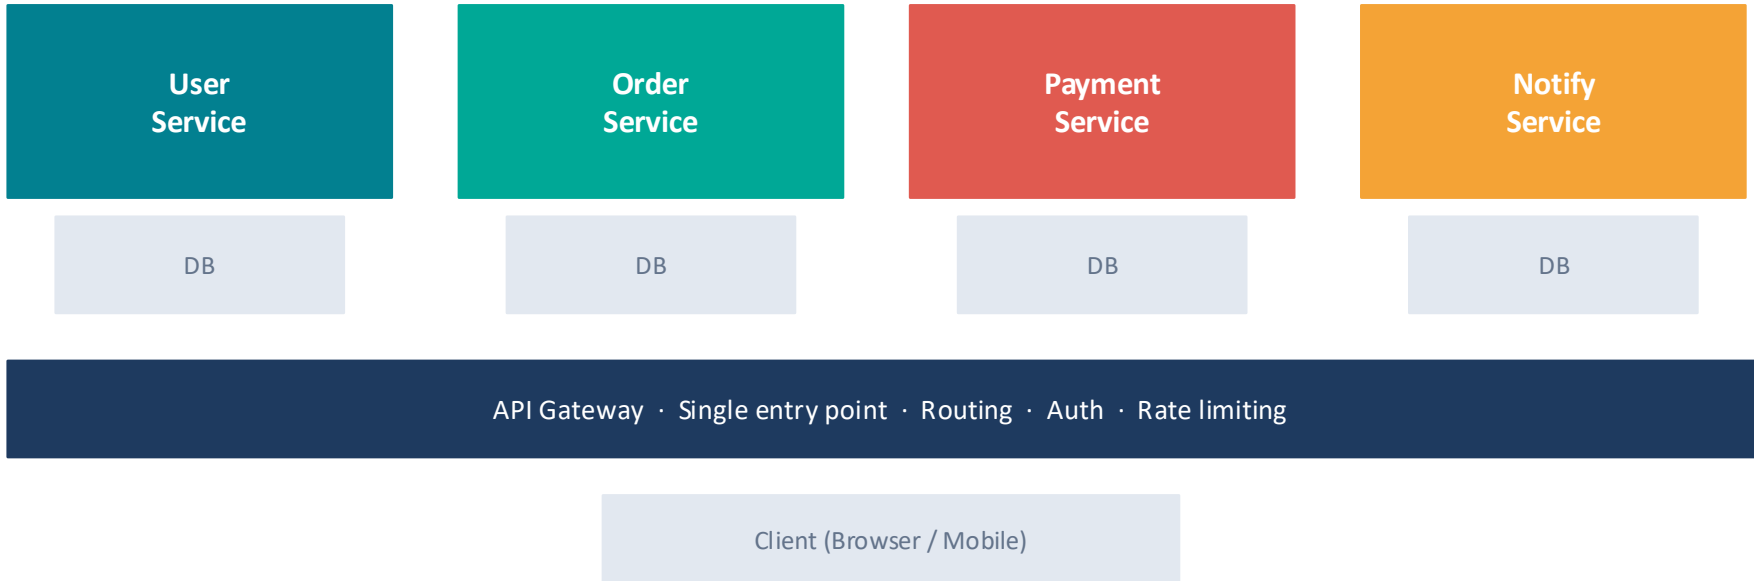 User
Service
Order
Service
Payment
Service
Notify
Service
DB
DB
DB
DB
API Gateway · Single entry point · Routing · Auth · Rate limiting
Client (Browser / Mobile)